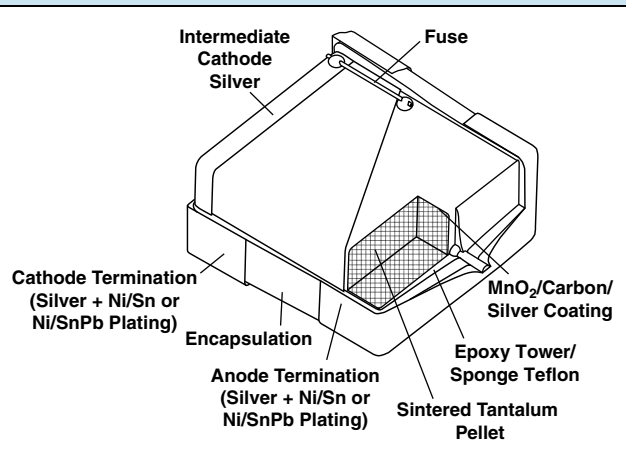 Intermediate
Cathode
Silver
Fuse
Cathode Termination
(Silver + Ni/Sn or
Ni/SnPb Plating)
Encapsulation
Anode Termination
(Silver + Ni/Sn or
Ni/SnPb Plating)
MnO₂/Carbon/
Silver Coating
Epoxy Tower/
Sponge Teflon
Sintered Tantalum
Pellet